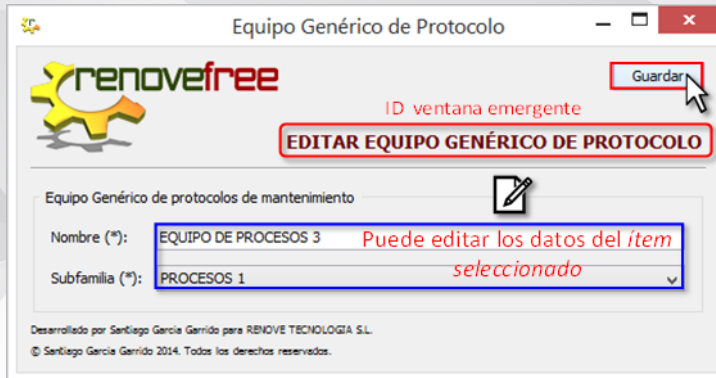 Equipo Genérico de Protocolo
renovefree
Guardar
ID ventana emergente
EDITAR EQUIPO GENÉRICO DE PROTOCOLO
Equipo Genérico de protocolos de mantenimiento
Nombre (*): EQUIPO DE PROCESOS 3
Puede editar los datos del ítem
seleccionado
Subfamilia (*): PROCESOS 1
Desarrollado por Santiago Garcia Garrido para RENOVE TECNOLOGIA S.L.
© Santiago Garcia Garrido 2014. Todos los derechos reservados.